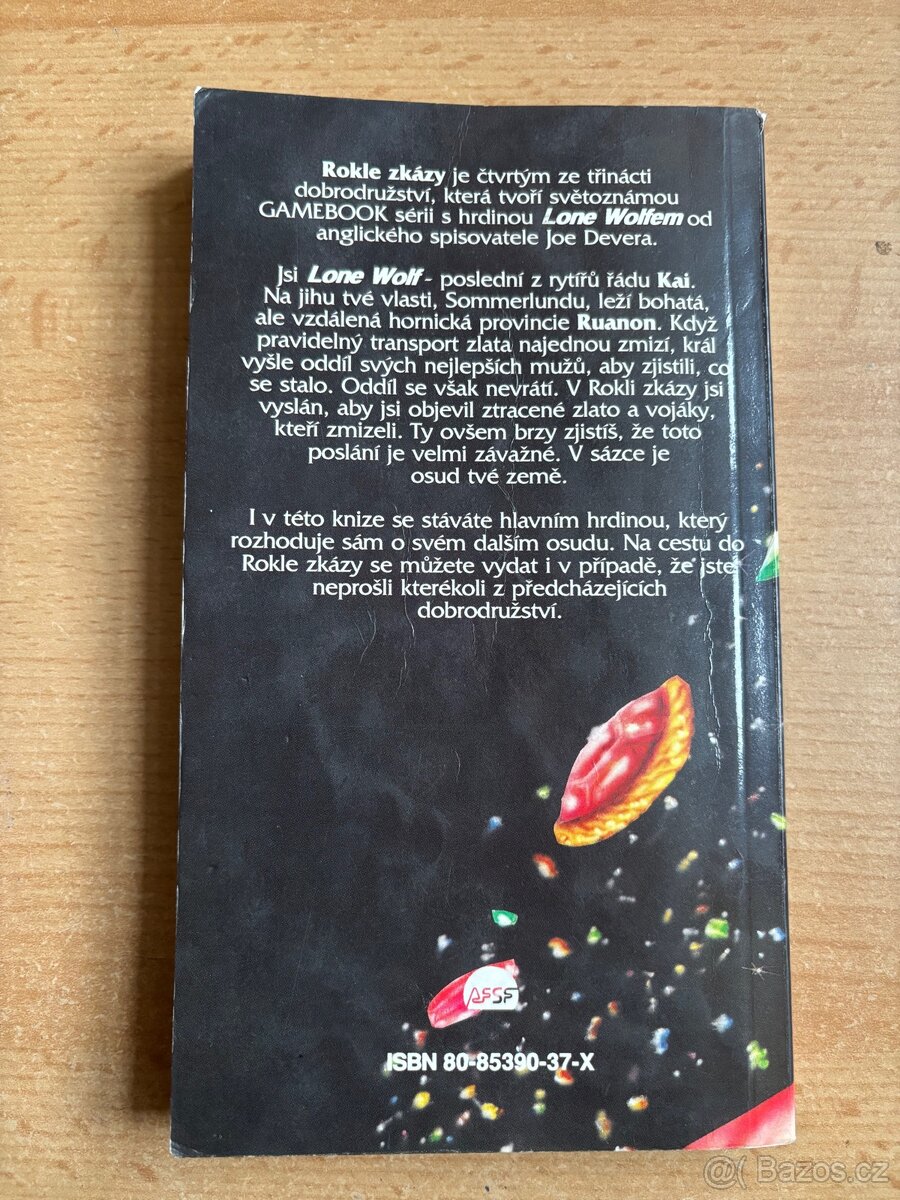 Rokle zkázy je čtvrtým ze třinácti
dobrodružství, která tvoří světoznámou
GAMEBOOK sérii s hrdinou Lone Wolfem od
anglického spisovatele Joe Devera.
Jsi Lone Wolf - poslední z rytířů řádu Kai.
Na jihu tvé vlasti, Sommerlundu, leží bohatá,
ale vzdálená hornická provincie Ruanon. Když
pravidelný transport zlata najednou zmizí, král
vyšle oddíl svých nejlepších mužů, aby zjistili, co
se stalo. Oddíl se však nevrátí. V Rokli zkázy jsi
vyslán, aby jsi objevil ztracené zlato a vojáky,
kteří zmizeli. Ty ovšem brzy zjistíš, že toto
poslání je velmi závažné. V sázce je
osud tvé země.
I v této knize se stáváte hlavním hrdinou, který
rozhoduje sám o svém dalším osudu. Na cestu do
Rokle zkázy se můžete vydat i v případě, že jste
neprošli kterékoli z předcházejících
dobrodružství.
AFSF
ISBN 80-85390-37-X
Bazos.cz